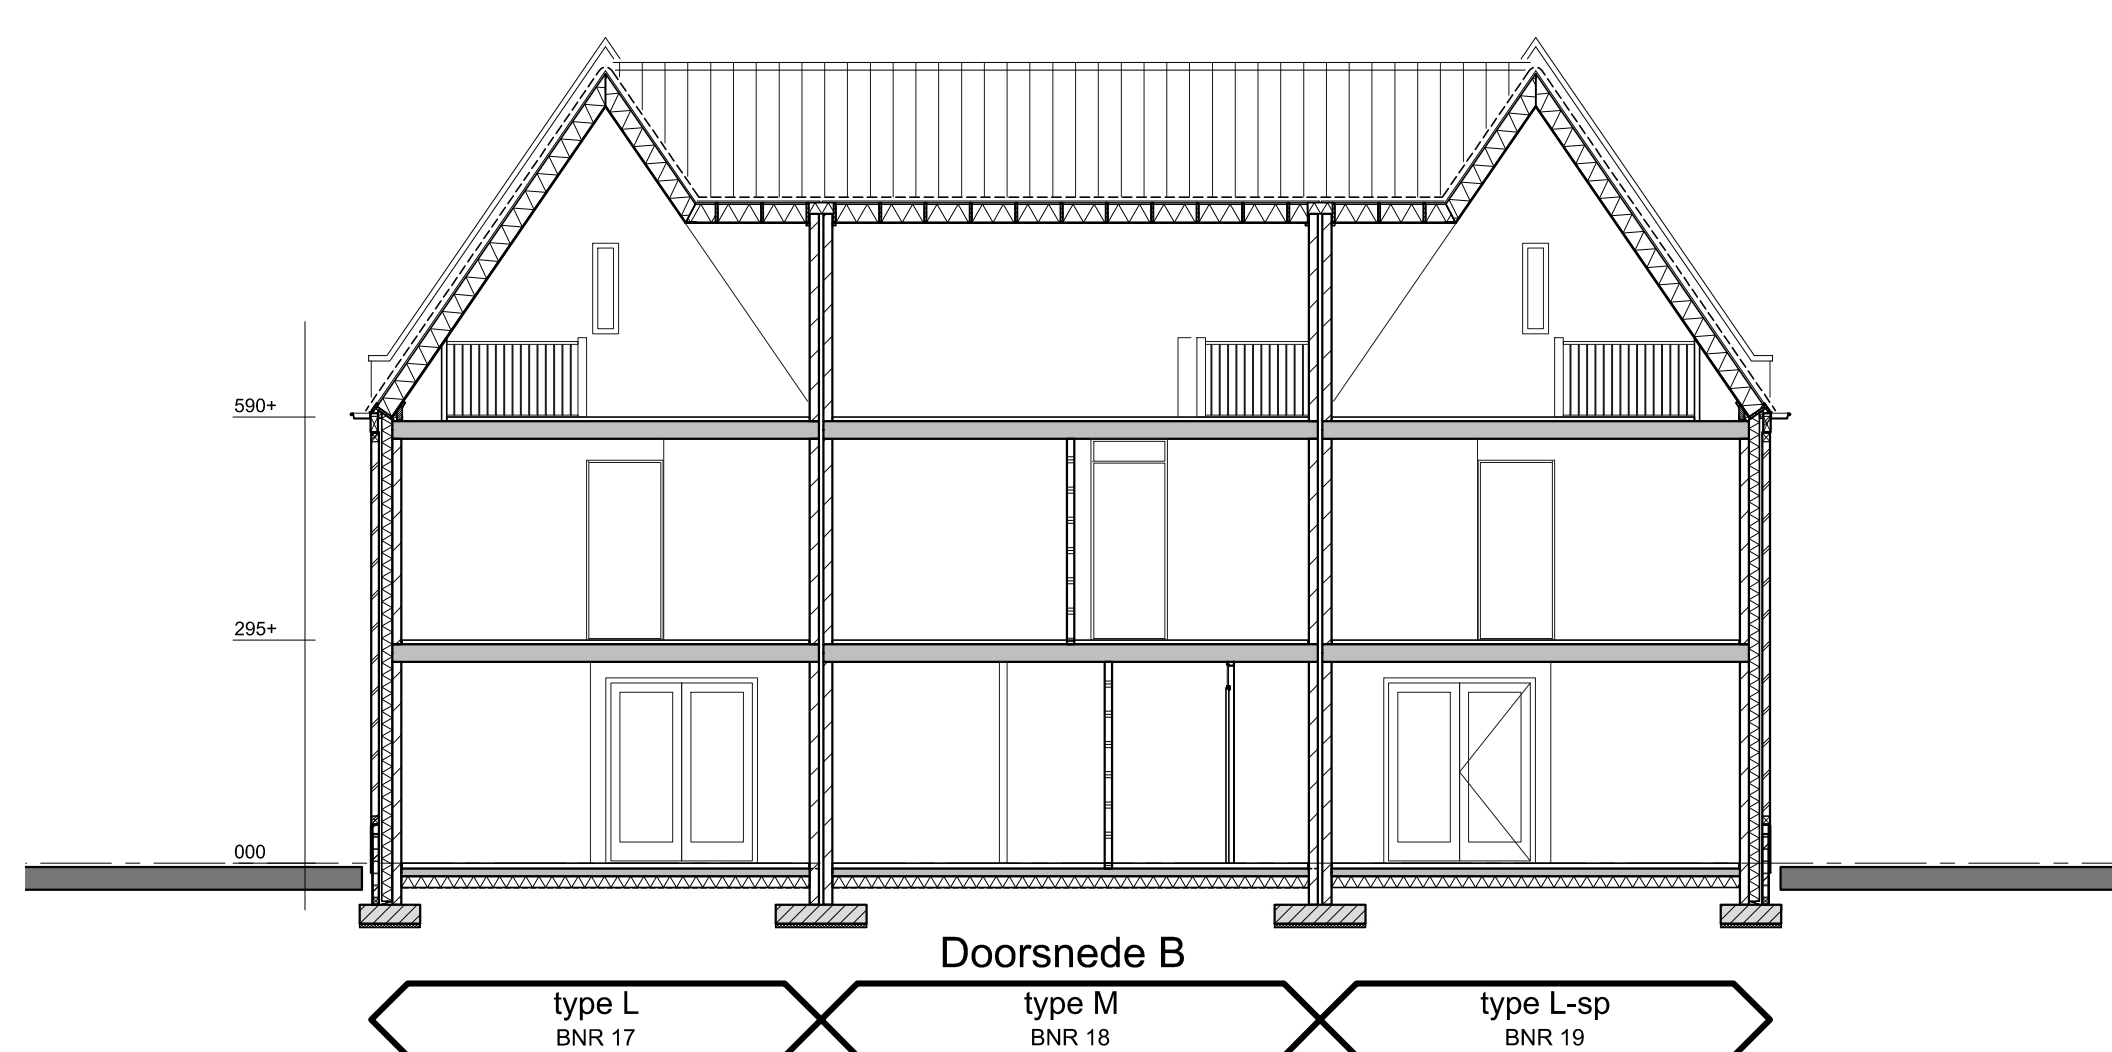 590+
295+
000
Doorsnede B
type L
BNR 17
type M
BNR 18
type L-sp
BNR 19